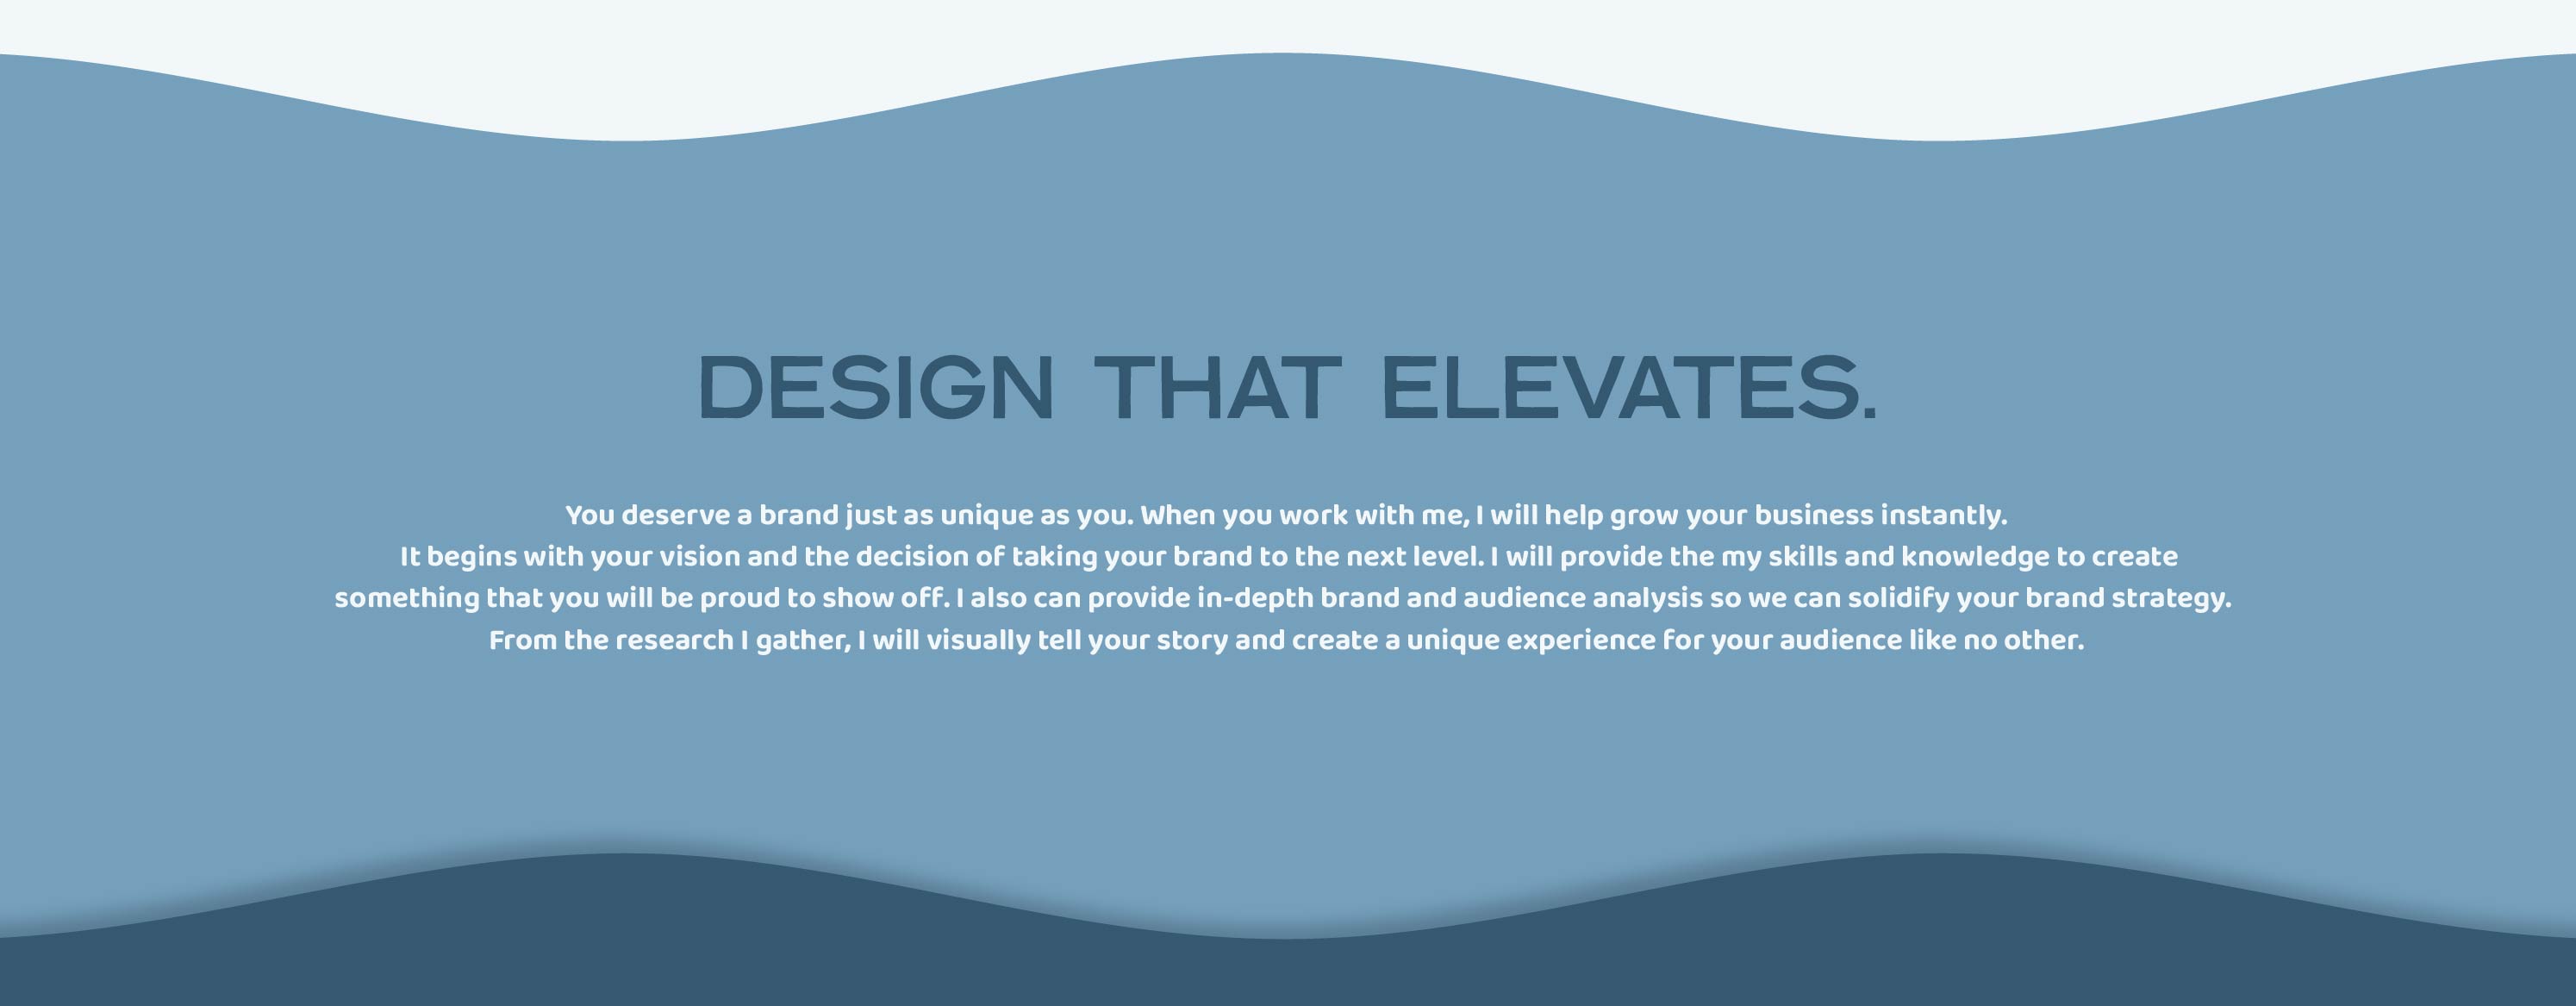 DESIGN THAT ELEVATES.
You deserve a brand just as unique as you. When you work with me, I will help grow your business instantly.
It begins with your vision and the decision of taking your brand to the next level. I will provide the my skills and knowledge to create
something that you will be proud to show off. I also can provide in-depth brand and audience analysis so we can solidify your brand strategy.
From the research I gather, I will visually tell your story and create a unique experience for your audience like no other.